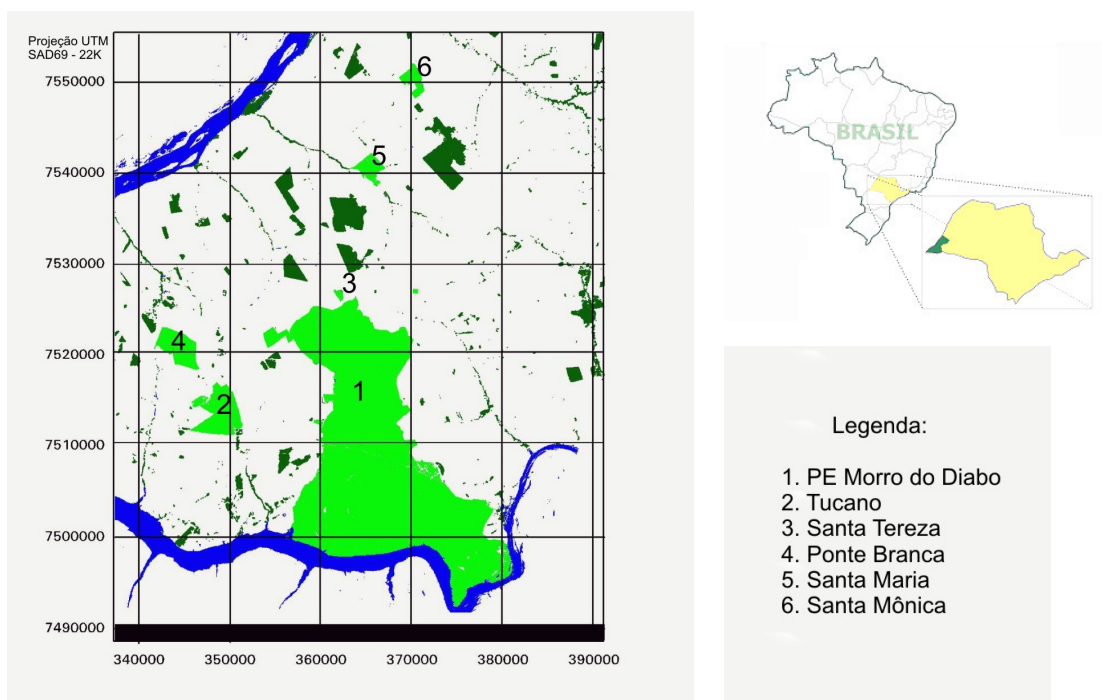 Projeção UTM
SAD69 - 22K
7550000
7540000
7530000
7520000
7510000
7500000
7490000
340000 350000 360000 370000 380000 390000
6
5
3
4
1
2
BRASIL
Legenda:
1. PE Morro do Diabo
2. Tucano
3. Santa Tereza
4. Ponte Branca
5. Santa Maria
6. Santa Mônica